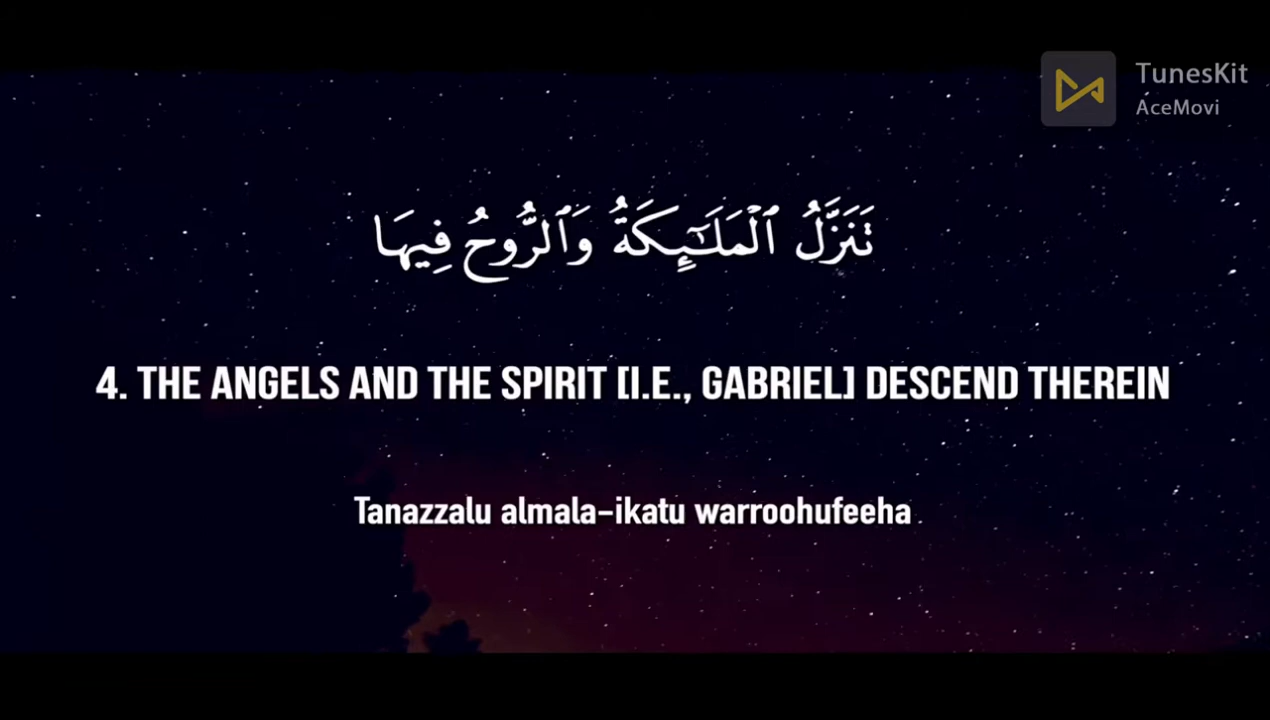 TunesKit
AceMovi
تَنَزَّلُ ٱلْمَلَـٰٓئِكَةُ وَٱلرُّوحُ فِيهَا
4. THE ANGELS AND THE SPIRIT [I.E., GABRIEL] DESCEND THEREIN
Tanazzalu almala-ikatu warroohufeeha